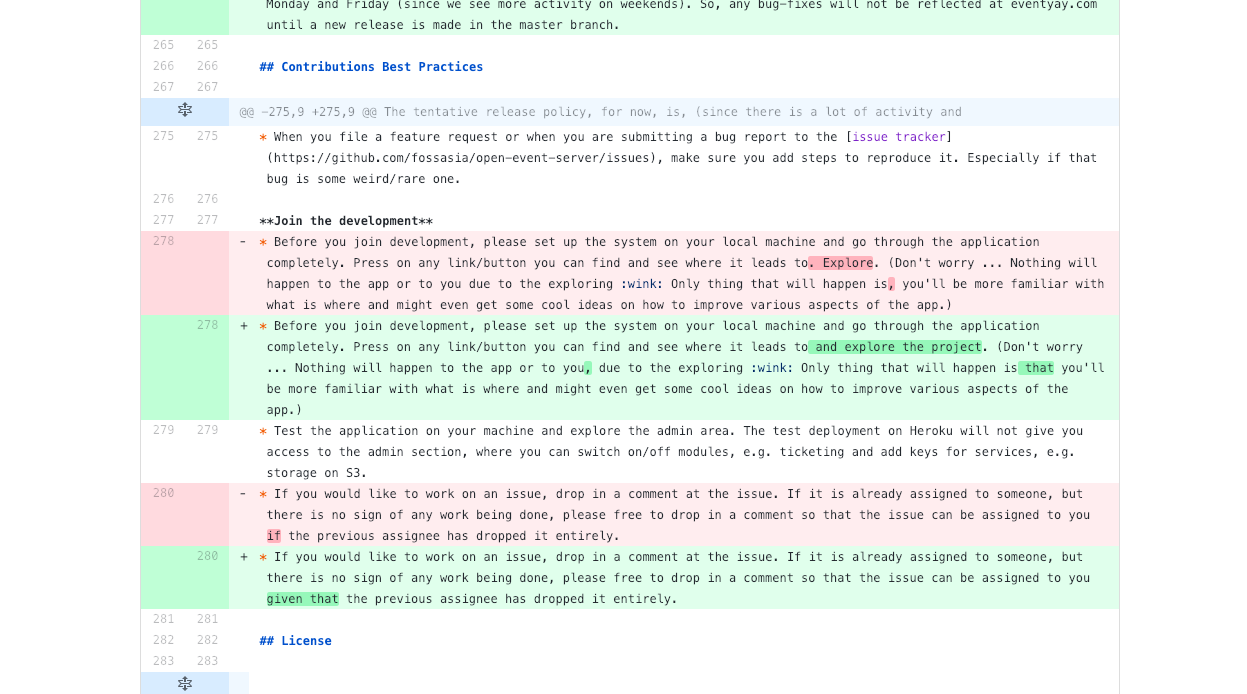 Monday and Friday (since we see more activity on weekends). So, any bug-fixes will not be reflected at eventyay.com
until a new release is made in the master branch.
265 265
266 266 ## Contributions Best Practices
267 267
@@ -275,9 +275,9 @@ The tentative release policy, for now, is, (since there is a lot of activity and
275 275 * When you file a feature request or when you are submitting a bug report to the [issue tracker]
(https://github.com/fossasia/open-event-server/issues), make sure you add steps to reproduce it. Especially if that
bug is some weird/rare one.
276 276
277 277 **Join the development**
278 - * Before you join development, please set up the system on your local machine and go through the application
completely. Press on any link/button you can find and see where it leads to. Explore. (Don't worry ... Nothing will
happen to the app or to you due to the exploring :wink: Only thing that will happen is, you'll be more familiar with
what is where and might even get some cool ideas on how to improve various aspects of the app.)
278 + * Before you join development, please set up the system on your local machine and go through the application
completely. Press on any link/button you can find and see where it leads to and explore the project. (Don't worry
... Nothing will happen to the app or to you, due to the exploring :wink: Only thing that will happen is that you'll
be more familiar with what is where and might even get some cool ideas on how to improve various aspects of the
app.)
279 279 * Test the application on your machine and explore the admin area. The test deployment on Heroku will not give you
access to the admin section, where you can switch on/off modules, e.g. ticketing and add keys for services, e.g.
storage on S3.
280 - * If you would like to work on an issue, drop in a comment at the issue. If it is already assigned to someone, but
there is no sign of any work being done, please free to drop in a comment so that the issue can be assigned to you
if the previous assignee has dropped it entirely.
280 + * If you would like to work on an issue, drop in a comment at the issue. If it is already assigned to someone, but
there is no sign of any work being done, please free to drop in a comment so that the issue can be assigned to you
given that the previous assignee has dropped it entirely.
281 281
282 282 ## License
283 283